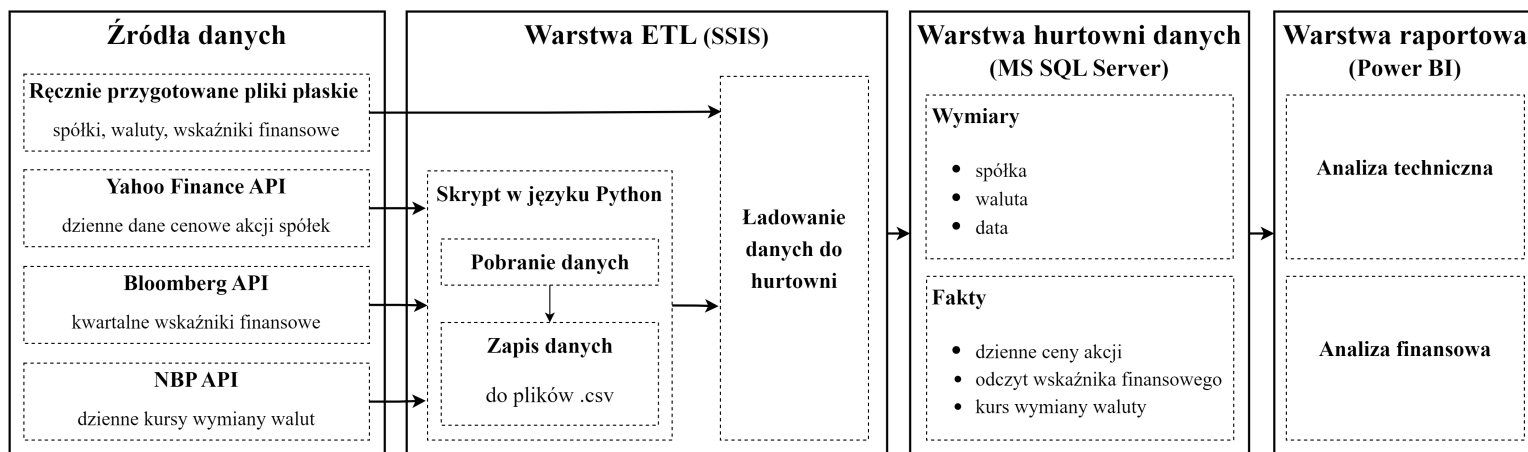 Źródła danych
Ręcznie przygotowane pliki płaskie
spółki, waluty, wskaźniki finansowe
Yahoo Finance API
dzienne dane cenowe akcji spółek
Bloomberg API
kwartalne wskaźniki finansowe
NBP API
dzienne kursy wymiany walut
Warstwa ETL (SSIS)
Skrypt w języku Python
Pobranie danych
Zapis danych
do plików .csv
Ładowanie
danych do
hurtowni
Warstwa hurtowni danych
(MS SQL Server)
Wymiary
• spółka
• waluta
• data
Fakty
• dzienne ceny akcji
• odczyt wskaźnika finansowego
• kurs wymiany waluty
Warstwa raportowa
(Power BI)
Analiza techniczna
Analiza finansowa